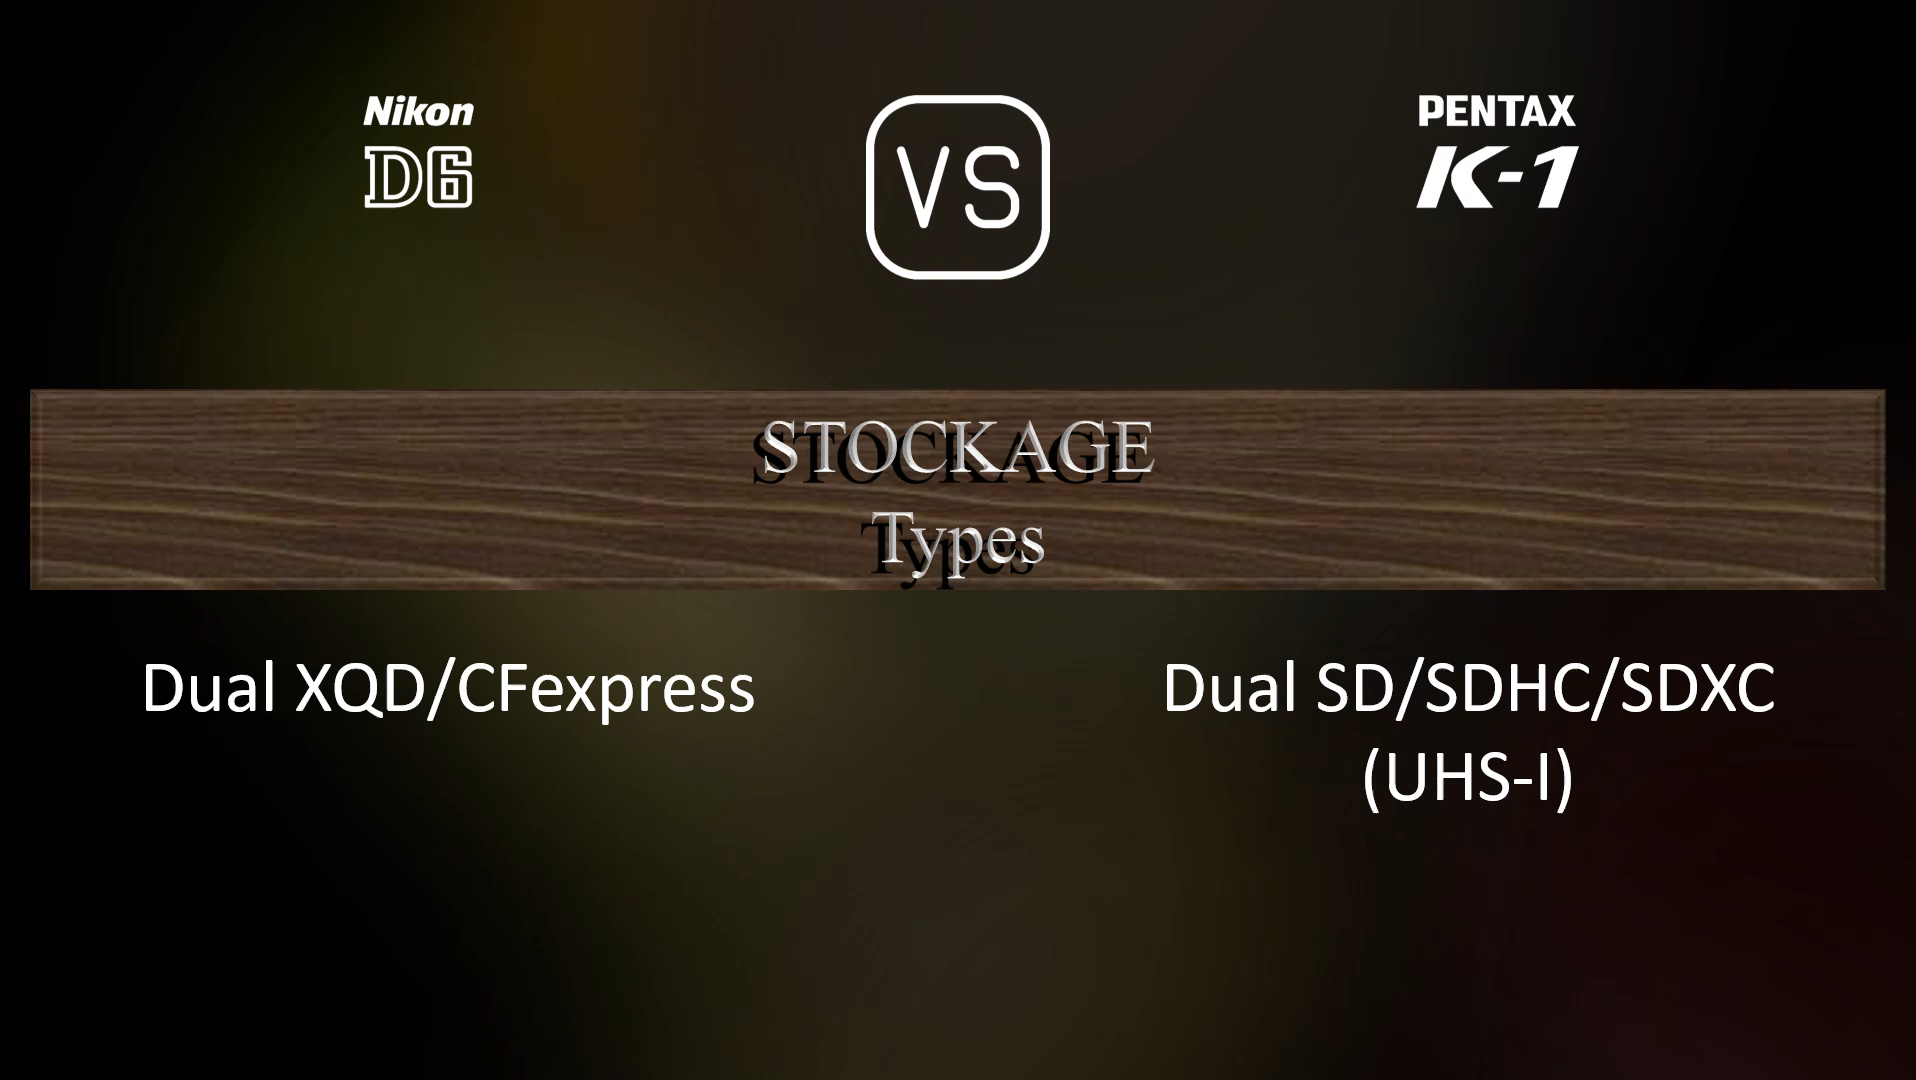 Nikon
D6
VS
PENTAX
K-1
STOCKAGE
Types
Dual XQD/CFexpress
Dual SD/SDHC/SDXC
(UHS-I)